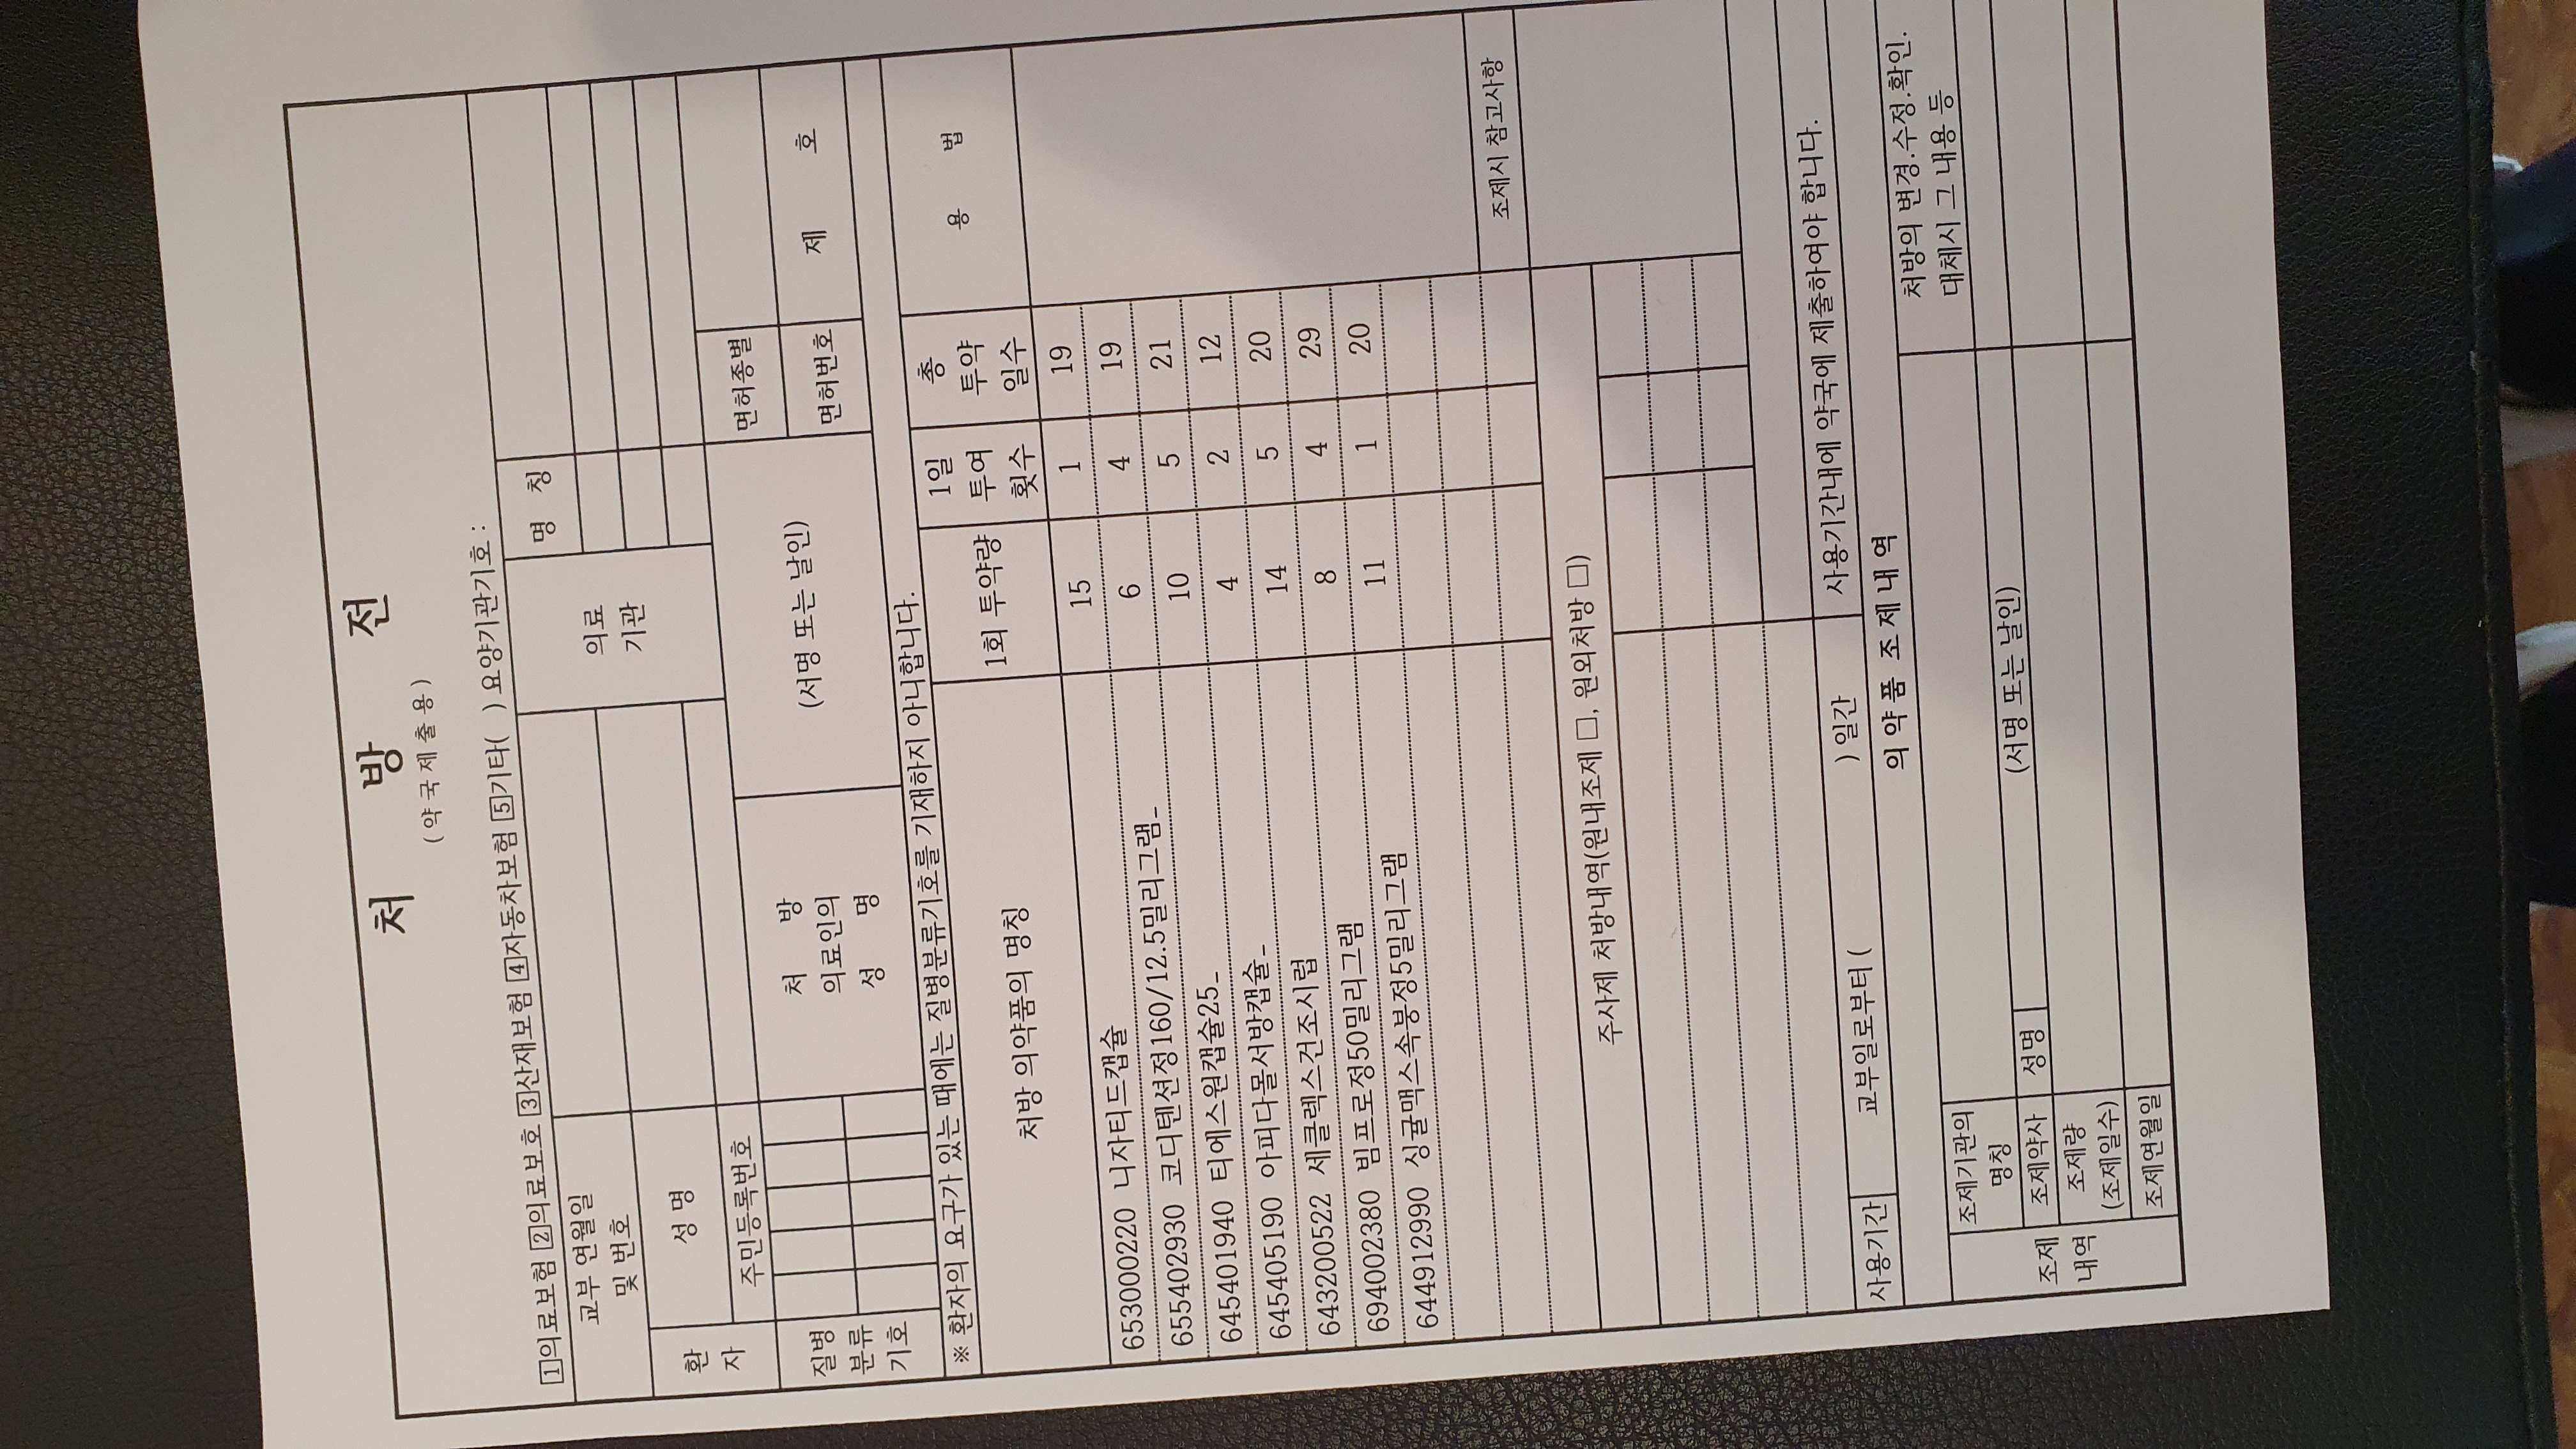 처 방 전
(약국제출용)
1의료보험 2의료보호 3산재보험 4자동차보험 5기타( ) 요양기관기호 :
교부 연월일
및 번호
의료
기관
명 칭
환
자
성 명
주민등록번호
질병
분류
기호
처 방
의료인의
성 명
(서명 또는 날인)
면허종별
면허번호
제 호
※ 환자의 요구가 있는 때에는 질병분류기호를 기재하지 아니합니다.
처방 의약품의 명칭
1회 투약량
1일
투여
횟수
총
투약
일수
용 법
653000220 니자티드캡슐 15 1 19
655402930 코디텐션정160/12.5밀리그램_ 6 4 19
645401940 티에스원캡슐25_ 10 5 21
645405190 아피다몰서방캡슐_ 4 2 12
643200522 세클렉스건조시럽 14 5 20
694002380 빔프로정50밀리그램 8 4 29
644912990 싱귤맥스속붕정5밀리그램 11 1 20
조제시 참고사항
주사제 처방내역(원내조제 □, 원외처방 □)
사용기간 교부일로부터 ( ) 일간 사용기간내에 약국에 제출하여야 합니다.
의약품 조제내역
조제
내역
조제기관의
명칭
처방의 변경.수정.확인.
대체시 그 내용 등
조제약사 성명 (서명 또는 날인)
조제량
(조제일수)
조제연월일